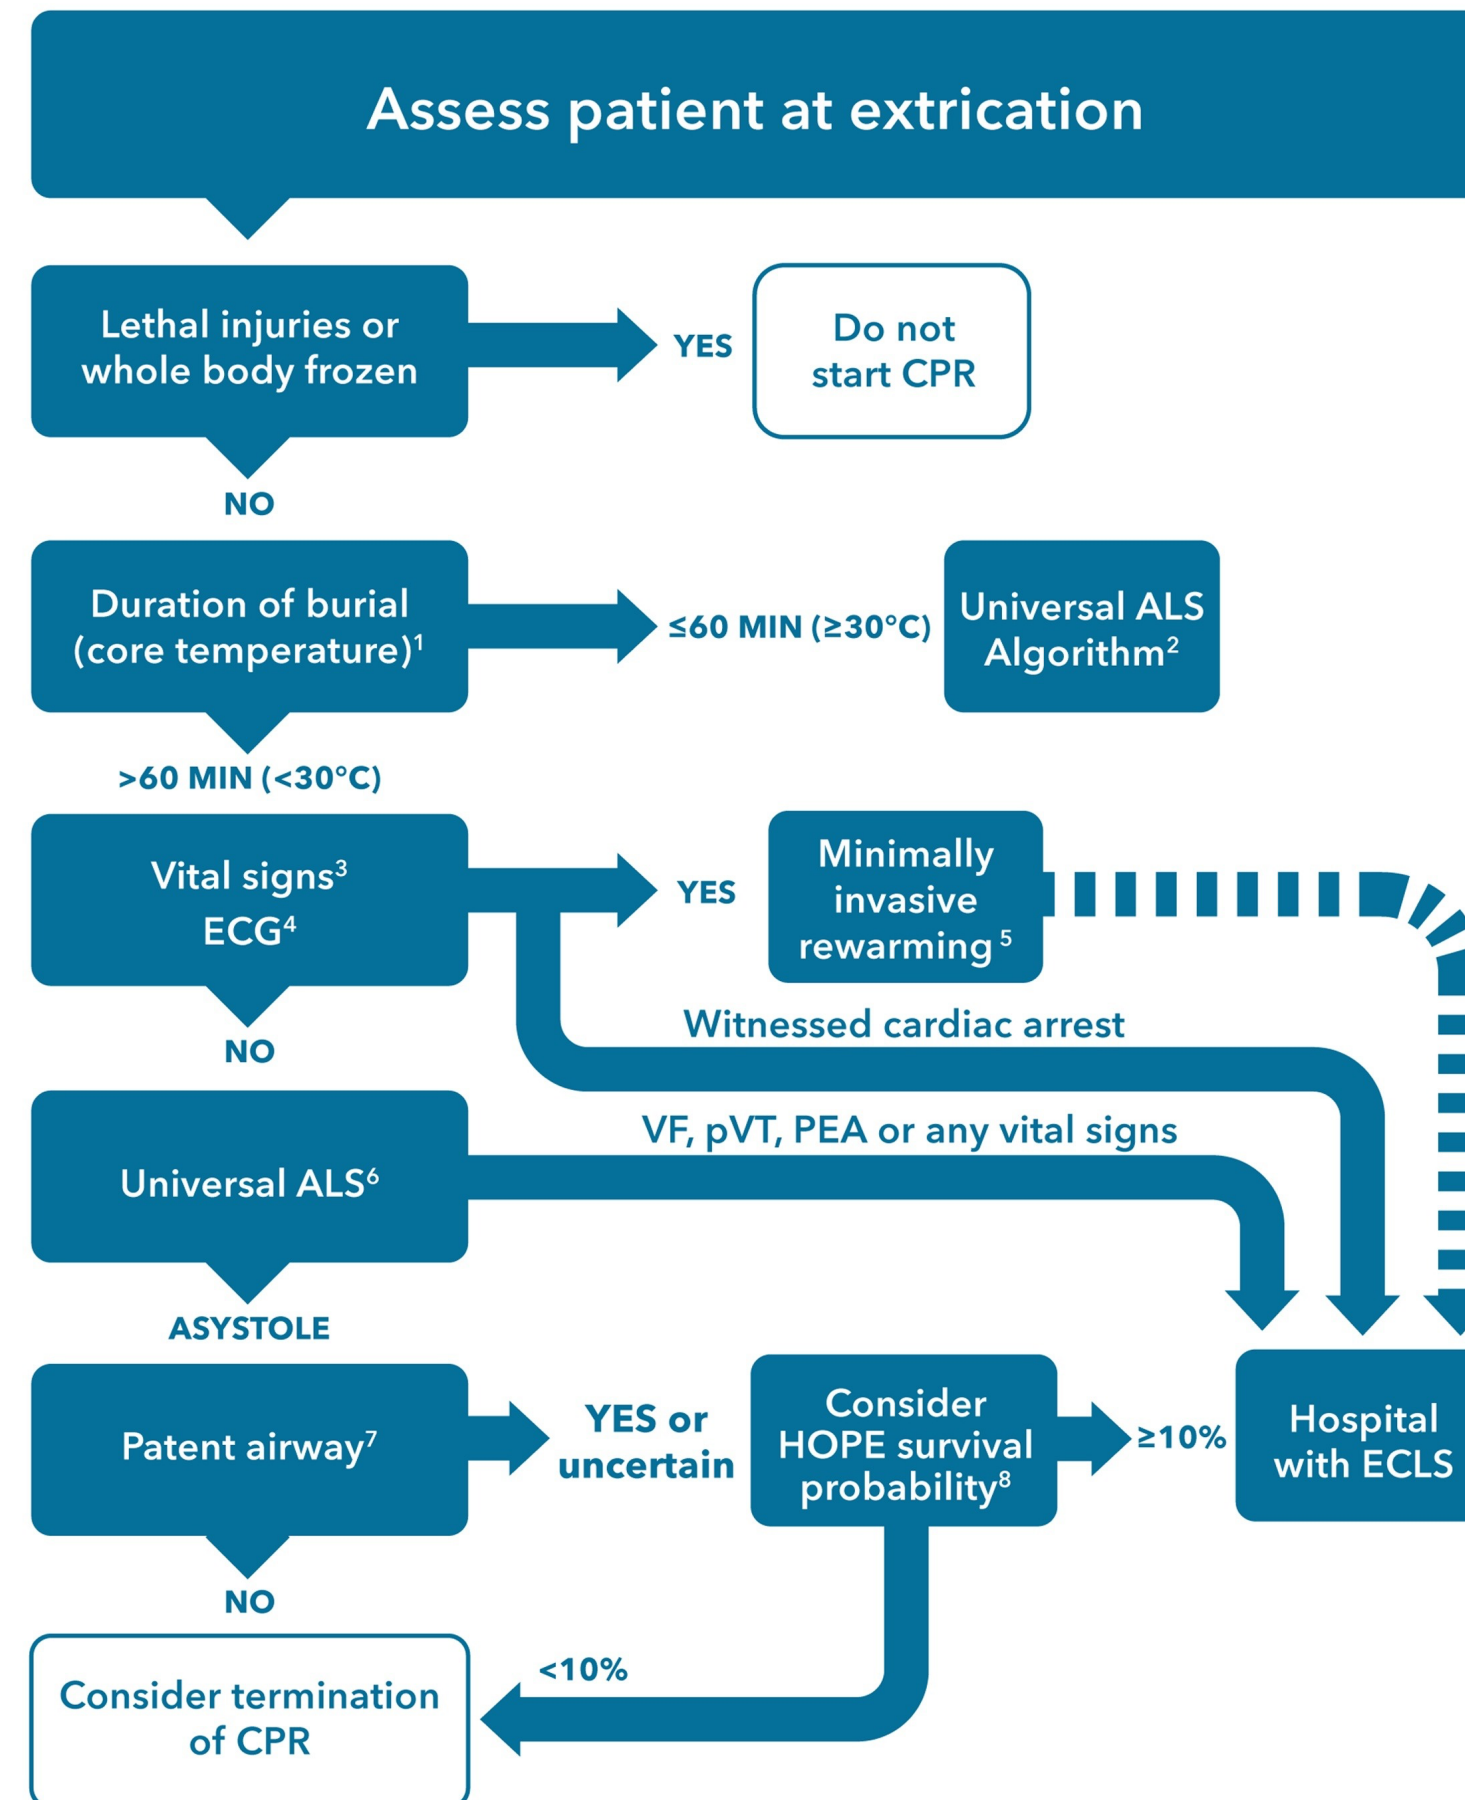 Assess patient at extrication
Lethal injuries or
whole body frozen
YES
Do not
start CPR
NO
Duration of burial
(core temperature)¹
≤60 MIN (≥30°C)
Universal ALS
Algorithm²
>60 MIN (<30°C)
Vital signs³
ECG⁴
YES
Minimally
invasive
rewarming ⁵
NO
Witnessed cardiac arrest
Universal ALS⁶
VF, pVT, PEA or any vital signs
ASYSTOLE
Patent airway⁷
YES or
uncertain
Consider
HOPE survival
probability⁸
≥10%
Hospital
with ECLS
NO
<10%
Consider termination
of CPR